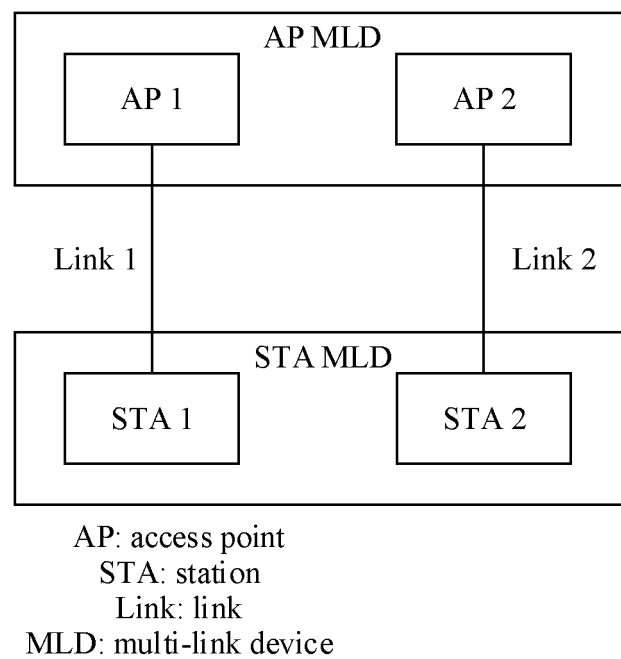 AP MLD
AP 1
AP 2
Link 1
Link 2
STA MLD
STA 1
STA 2
AP: access point
STA: station
Link: link
MLD: multi-link device